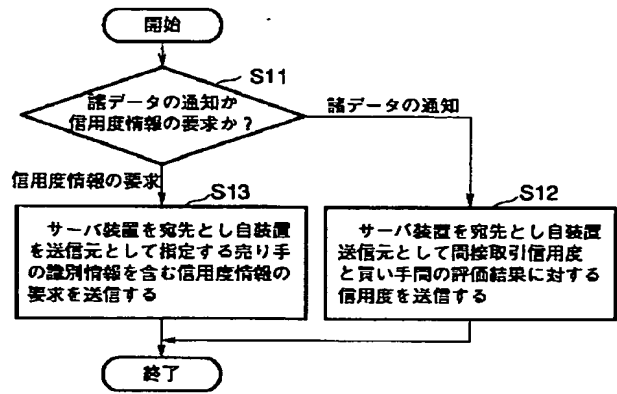 開始
S11
諸データの通知か
信用度情報の要求か?
諸データの通知
信用度情報の要求
S13
サーバ装置を宛先とし自装置
を送信元として指定する売り手
の識別情報を含む信用度情報の
要求を送信する
S12
サーバ装置を宛先とし自装置
送信元として間接取引信用度
と買い手間の評価結果に対する
信用度を送信する
終了